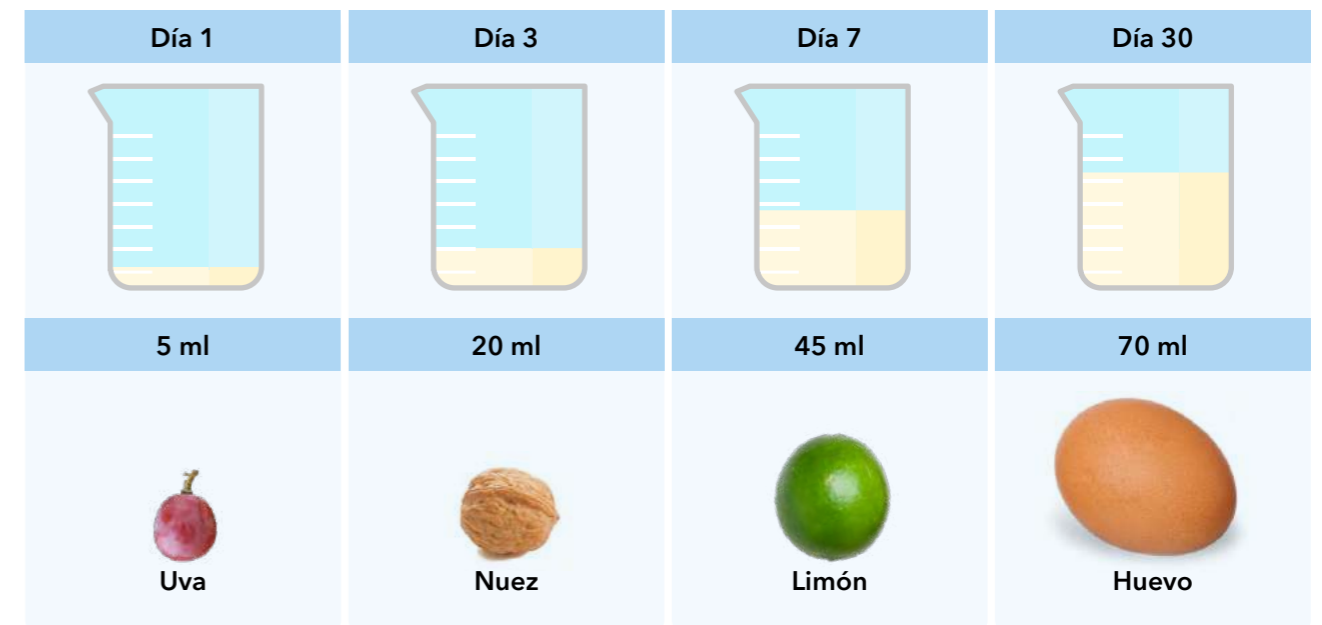 Día 1
Día 3
Día 7
Día 30
5 ml
20 ml
45 ml
70 ml
Uva
Nuez
Limón
Huevo